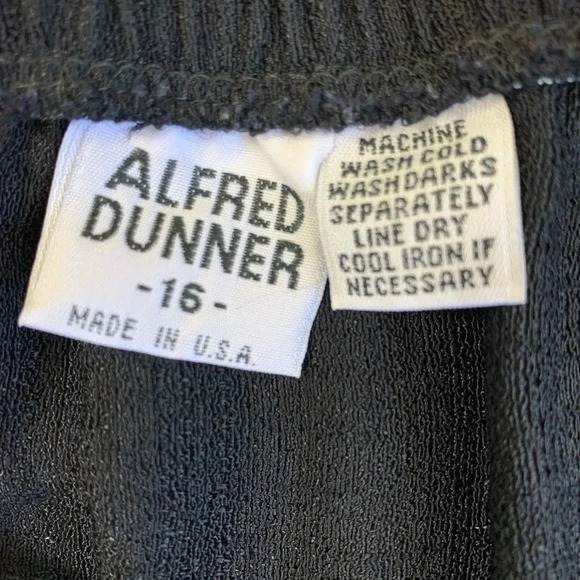 ALFRED
DUNNER
-16-
MADE IN U.S.A.
MACHINE
WASH COLD
WASH DARKS
SEPARATELY
LINE DRY
COOL IRON IF
NECESSARY